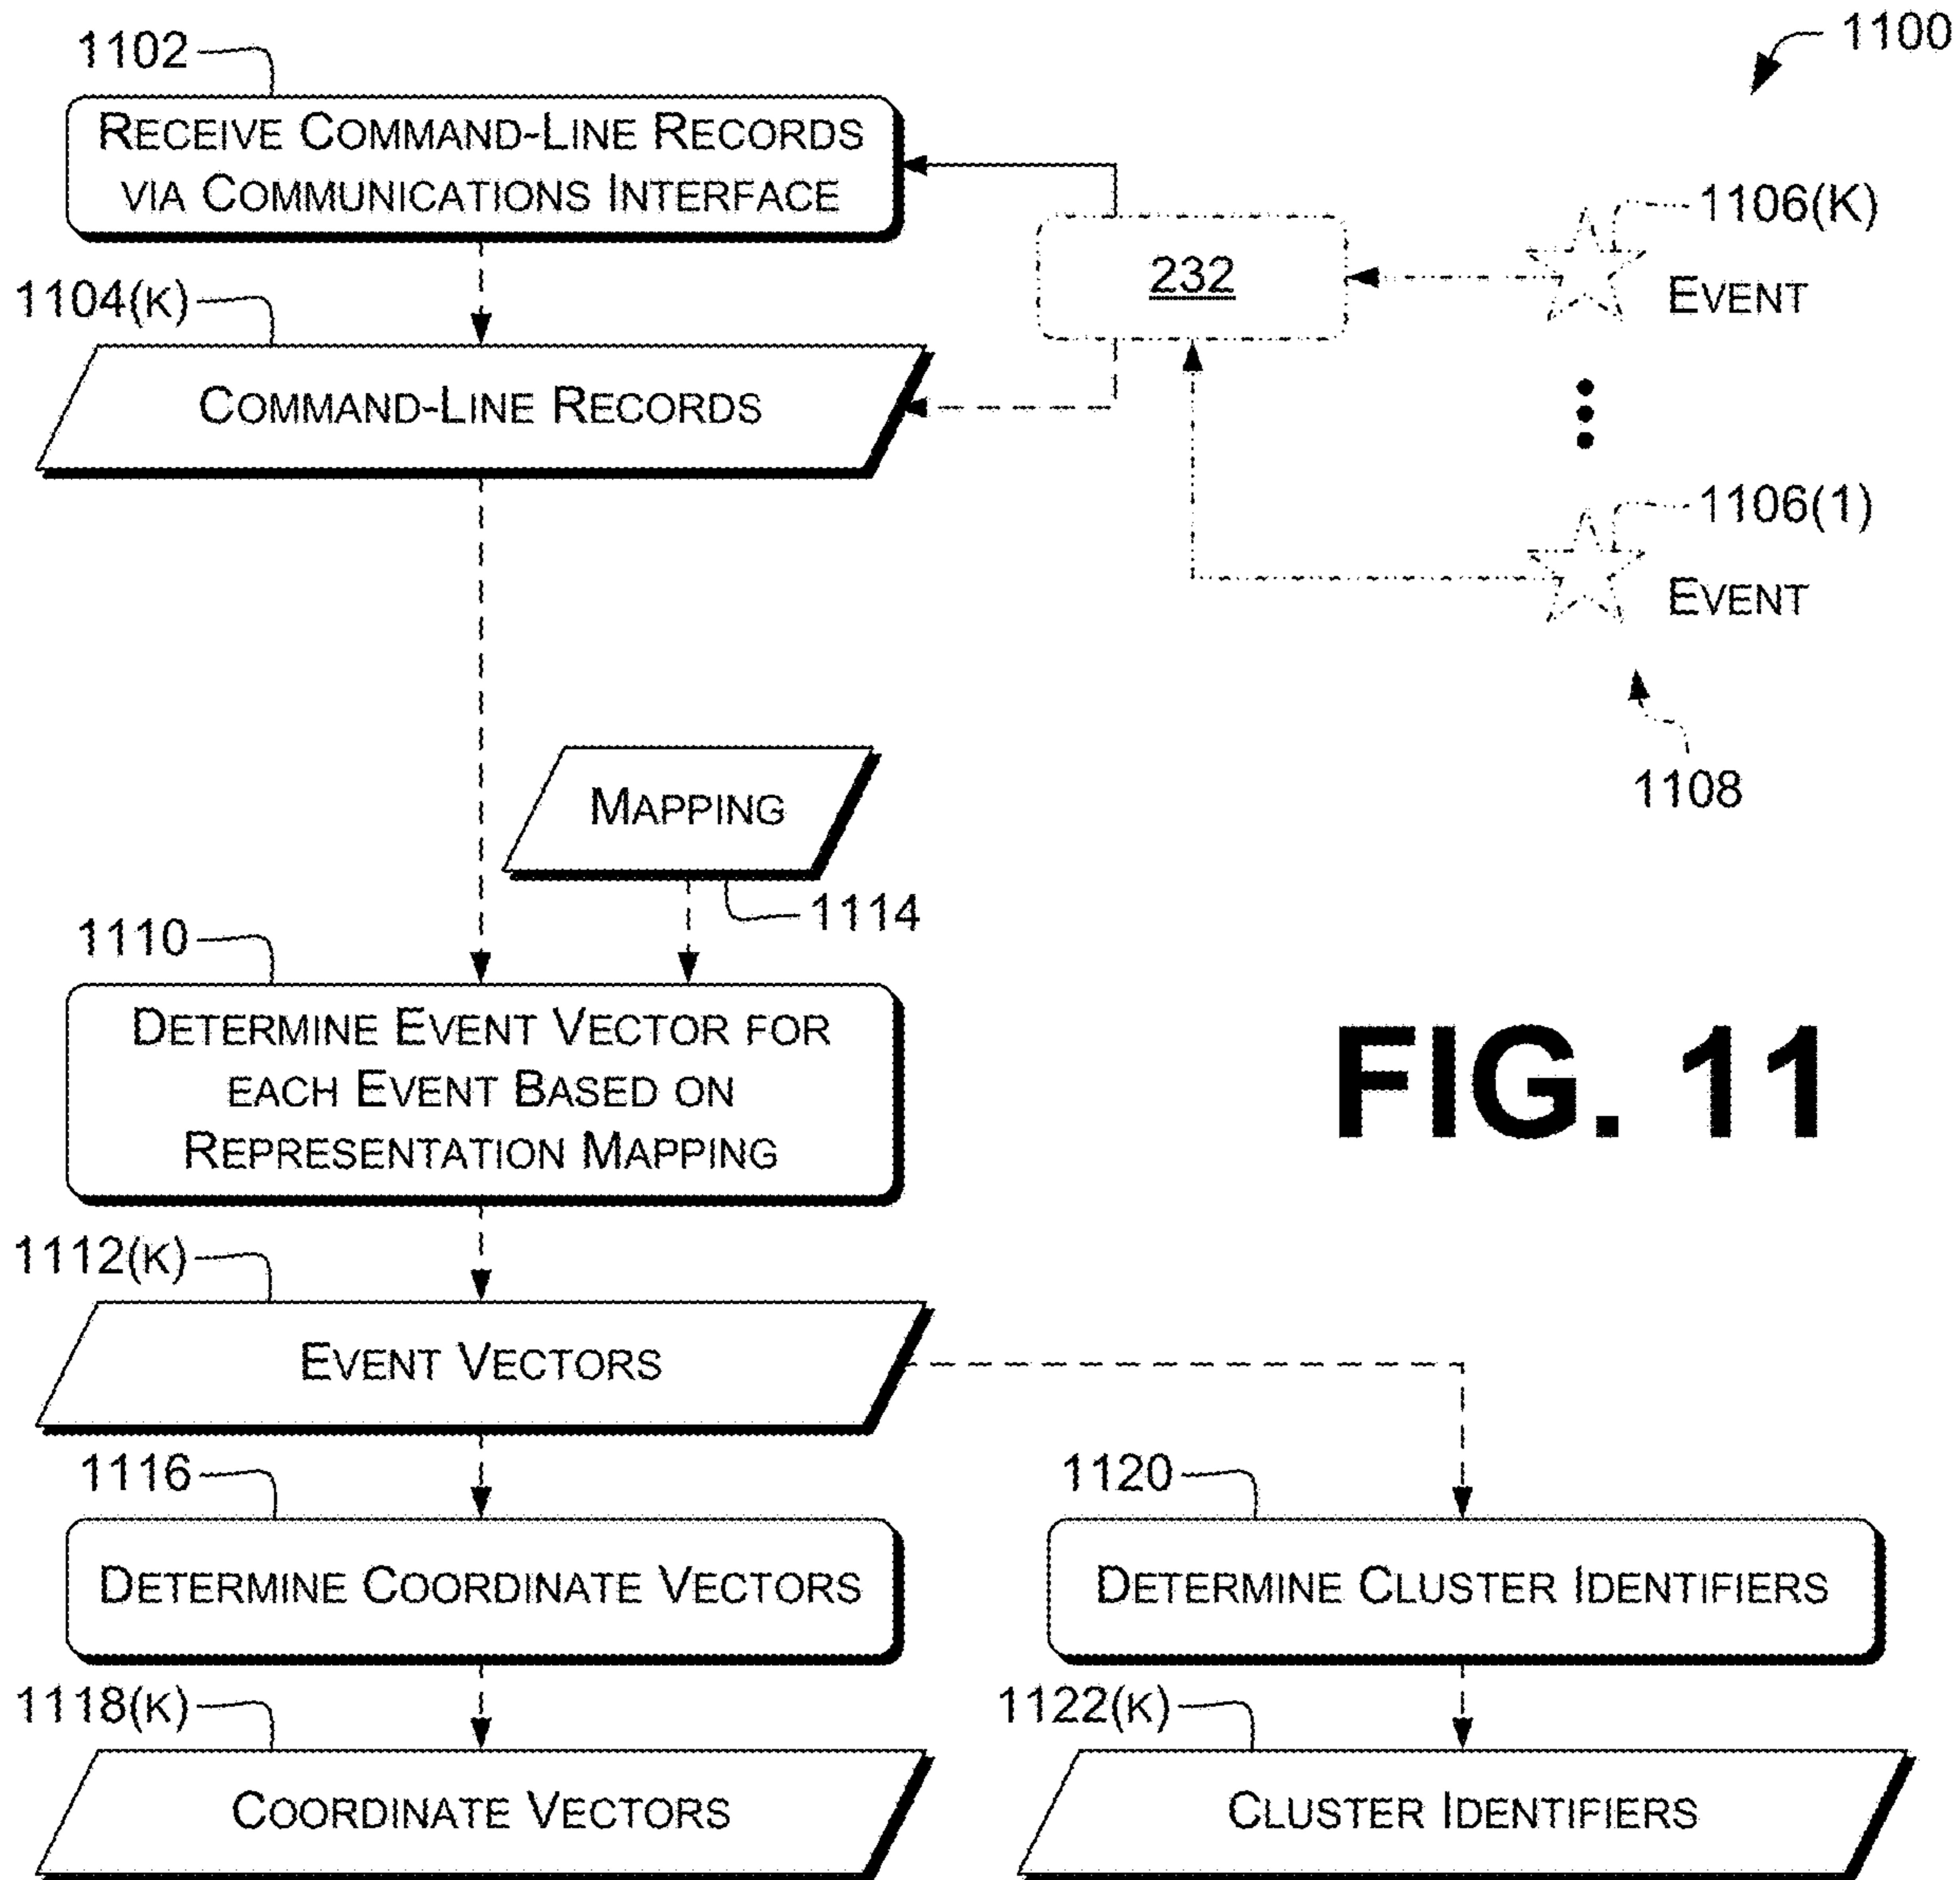 1100
1102
RECEIVE COMMAND-LINE RECORDS
VIA COMMUNICATIONS INTERFACE
232
1106(K)
EVENT
1104(K)
COMMAND-LINE RECORDS
1106(1)
EVENT
1108
MAPPING
1114
1110
DETERMINE EVENT VECTOR FOR
EACH EVENT BASED ON
REPRESENTATION MAPPING
FIG. 11
1112(K)
EVENT VECTORS
1116
DETERMINE COORDINATE VECTORS
1120
DETERMINE CLUSTER IDENTIFIERS
1118(K)
COORDINATE VECTORS
1122(K)
CLUSTER IDENTIFIERS